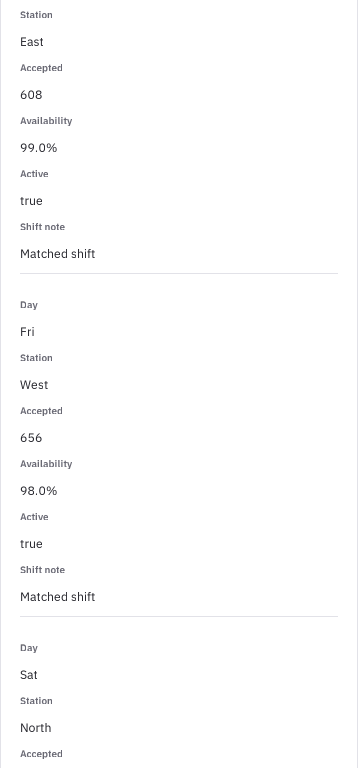 Station
East
Accepted
608
Availability
99.0%
Active
true
Shift note
Matched shift
Day
Fri
Station
West
Accepted
656
Availability
98.0%
Active
true
Shift note
Matched shift
Day
Sat
Station
North
Accepted